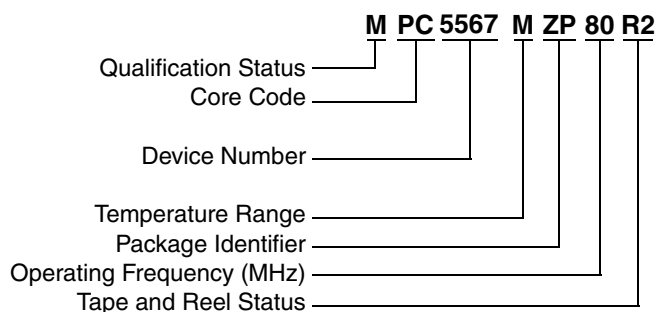 M PC 5567 M ZP 80 R2
Qualification Status
Core Code
Device Number
Temperature Range
Package Identifier
Operating Frequency (MHz)
Tape and Reel Status